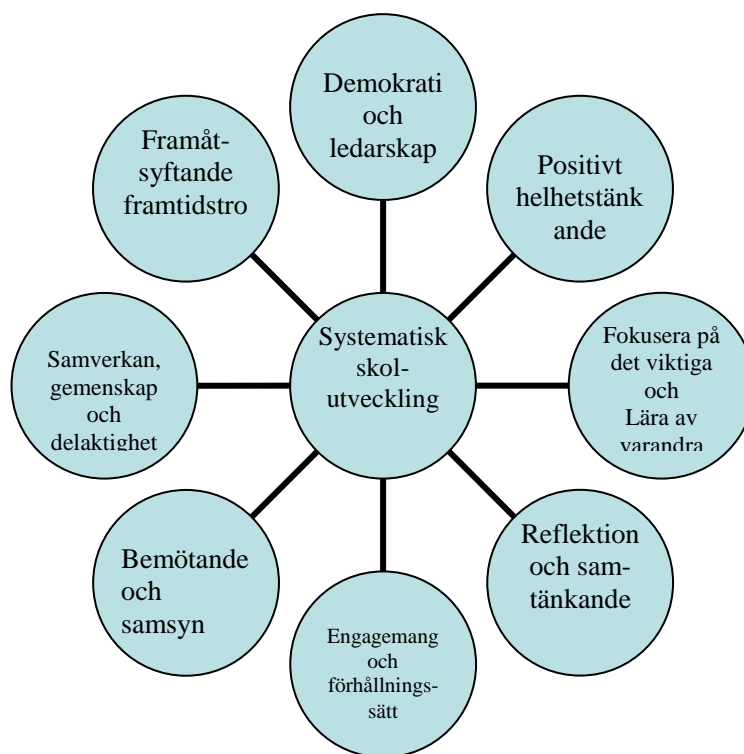 Demokrati
och
ledarskap
Framåt-
syftande
framtidstro
Positivt
helhetstänk
ande
Systematisk
skol-
utveckling
Samverkan,
gemenskap
och
delaktighet
Fokusera på
det viktiga
och
Lära av
varandra
Bemötande
och
samsyn
Reflektion
och sam-
tänkande
Engagemang
och
förhållnings-
sätt